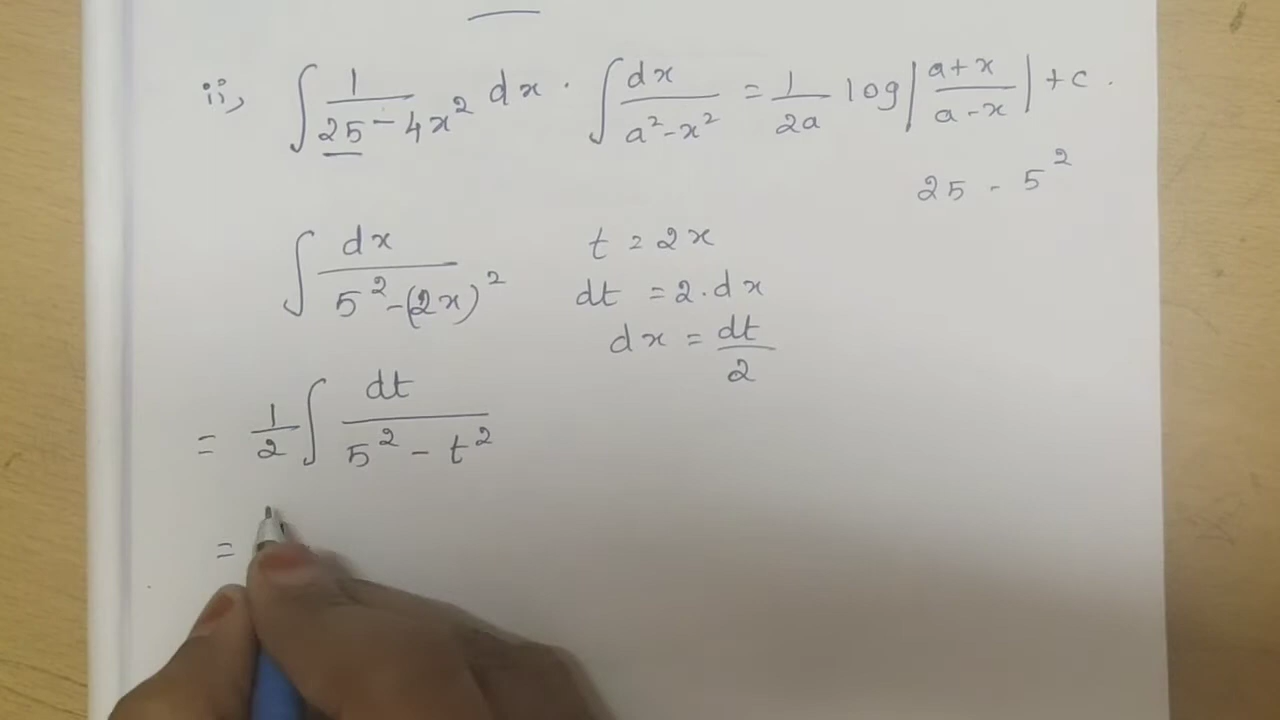 ii, ∫ 1/(25 - 4x²) dx . ∫ dx/(a² - x²) = 1/2a log |(a+x)/(a-x)| + c .
25 - 5²
∫ dx/(5² - (2x)²) t = 2x
dt = 2 . dx
dx = dt/2
= 1/2 ∫ dt/(5² - t²)
=